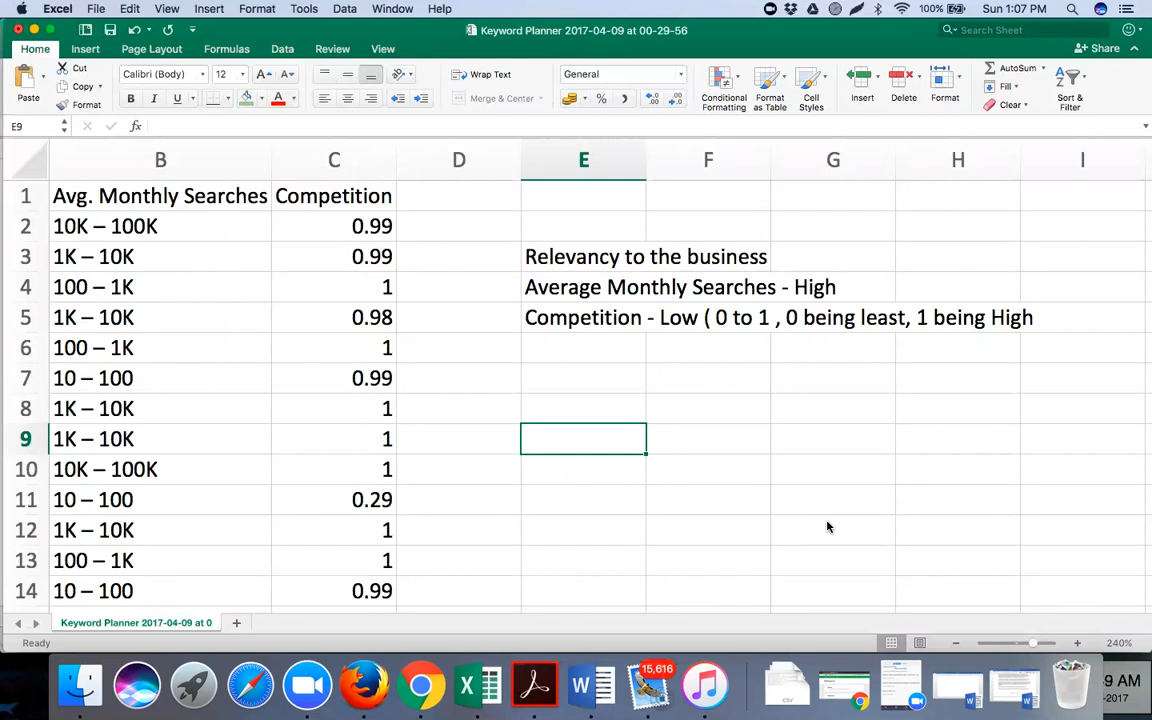 Excel File Edit View Insert Format Tools Data Window Help 100% Sun 1:07 PM
Keyword Planner 2017-04-09 at 00-29-56
Search Sheet
Home Insert Page Layout Formulas Data Review View
Share
Paste Cut Copy Format
Calibri (Body) 12
Wrap Text
Merge & Center
General
Conditional Formatting
Format as Table
Cell Styles
Insert Delete Format
AutoSum
Fill
Clear
Sort & Filter
E9 fx
B C D E F G H I
1 Avg. Monthly Searches Competition
2 10K – 100K 0.99
3 1K – 10K 0.99 Relevancy to the business
4 100 – 1K 1 Average Monthly Searches - High
5 1K – 10K 0.98 Competition - Low ( 0 to 1 , 0 being least, 1 being High
6 100 – 1K 1
7 10 – 100 0.99
8 1K – 10K 1
9 1K – 10K 1
10 10K – 100K 1
11 10 – 100 0.29
12 1K – 10K 1
13 100 – 1K 1
14 10 – 100 0.99
Keyword Planner 2017-04-09 at 0 +
Ready 240%
15,616
CSV
9 AM
-2017